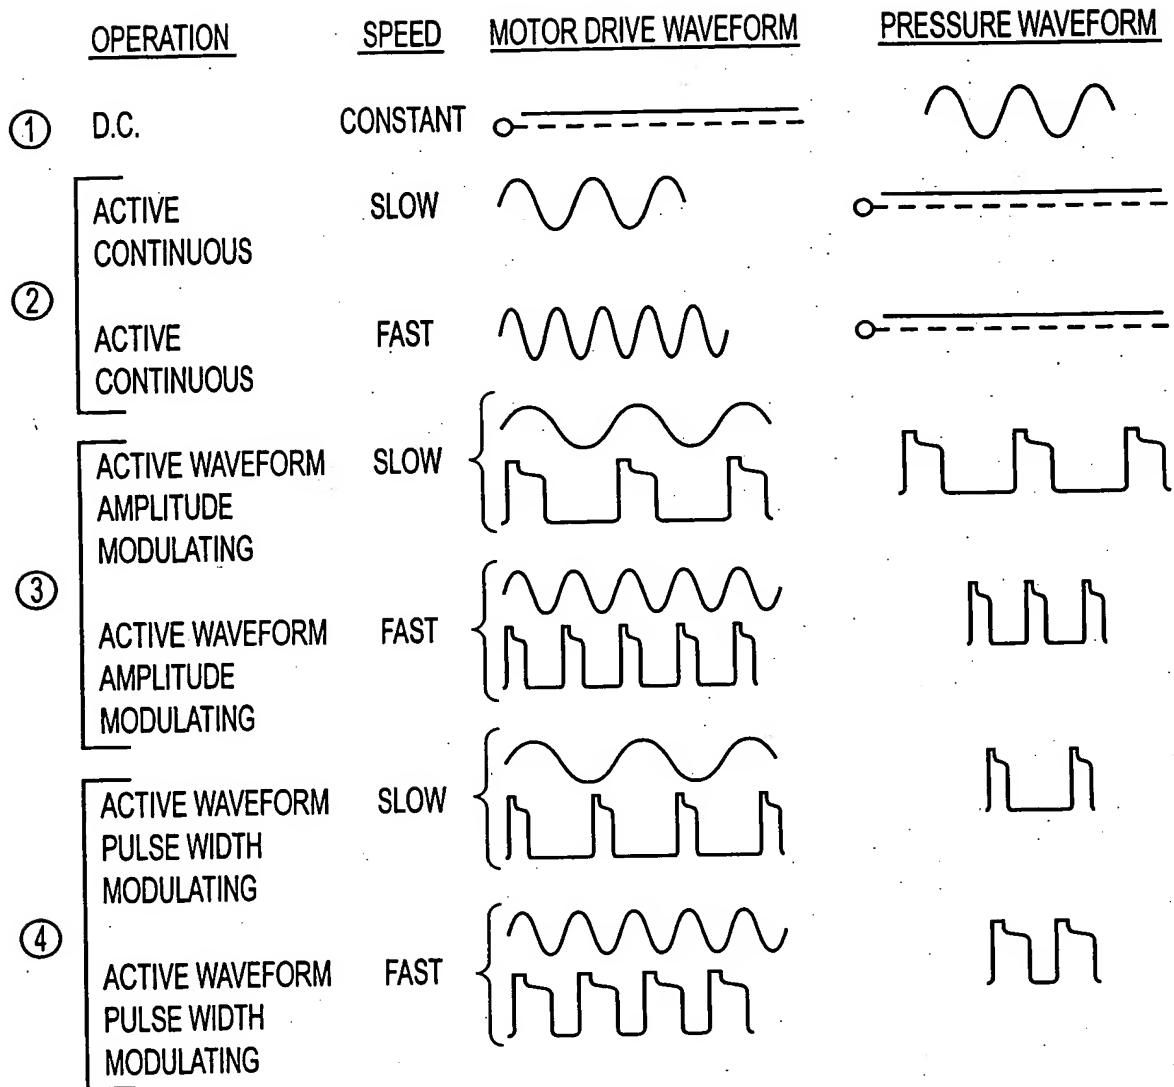 OPERATION SPEED MOTOR DRIVE WAVEFORM PRESSURE WAVEFORM
① D.C. CONSTANT
②
ACTIVE SLOW
CONTINUOUS
ACTIVE FAST
CONTINUOUS
③
ACTIVE WAVEFORM SLOW
AMPLITUDE
MODULATING
ACTIVE WAVEFORM FAST
AMPLITUDE
MODULATING
④
ACTIVE WAVEFORM SLOW
PULSE WIDTH
MODULATING
ACTIVE WAVEFORM FAST
PULSE WIDTH
MODULATING